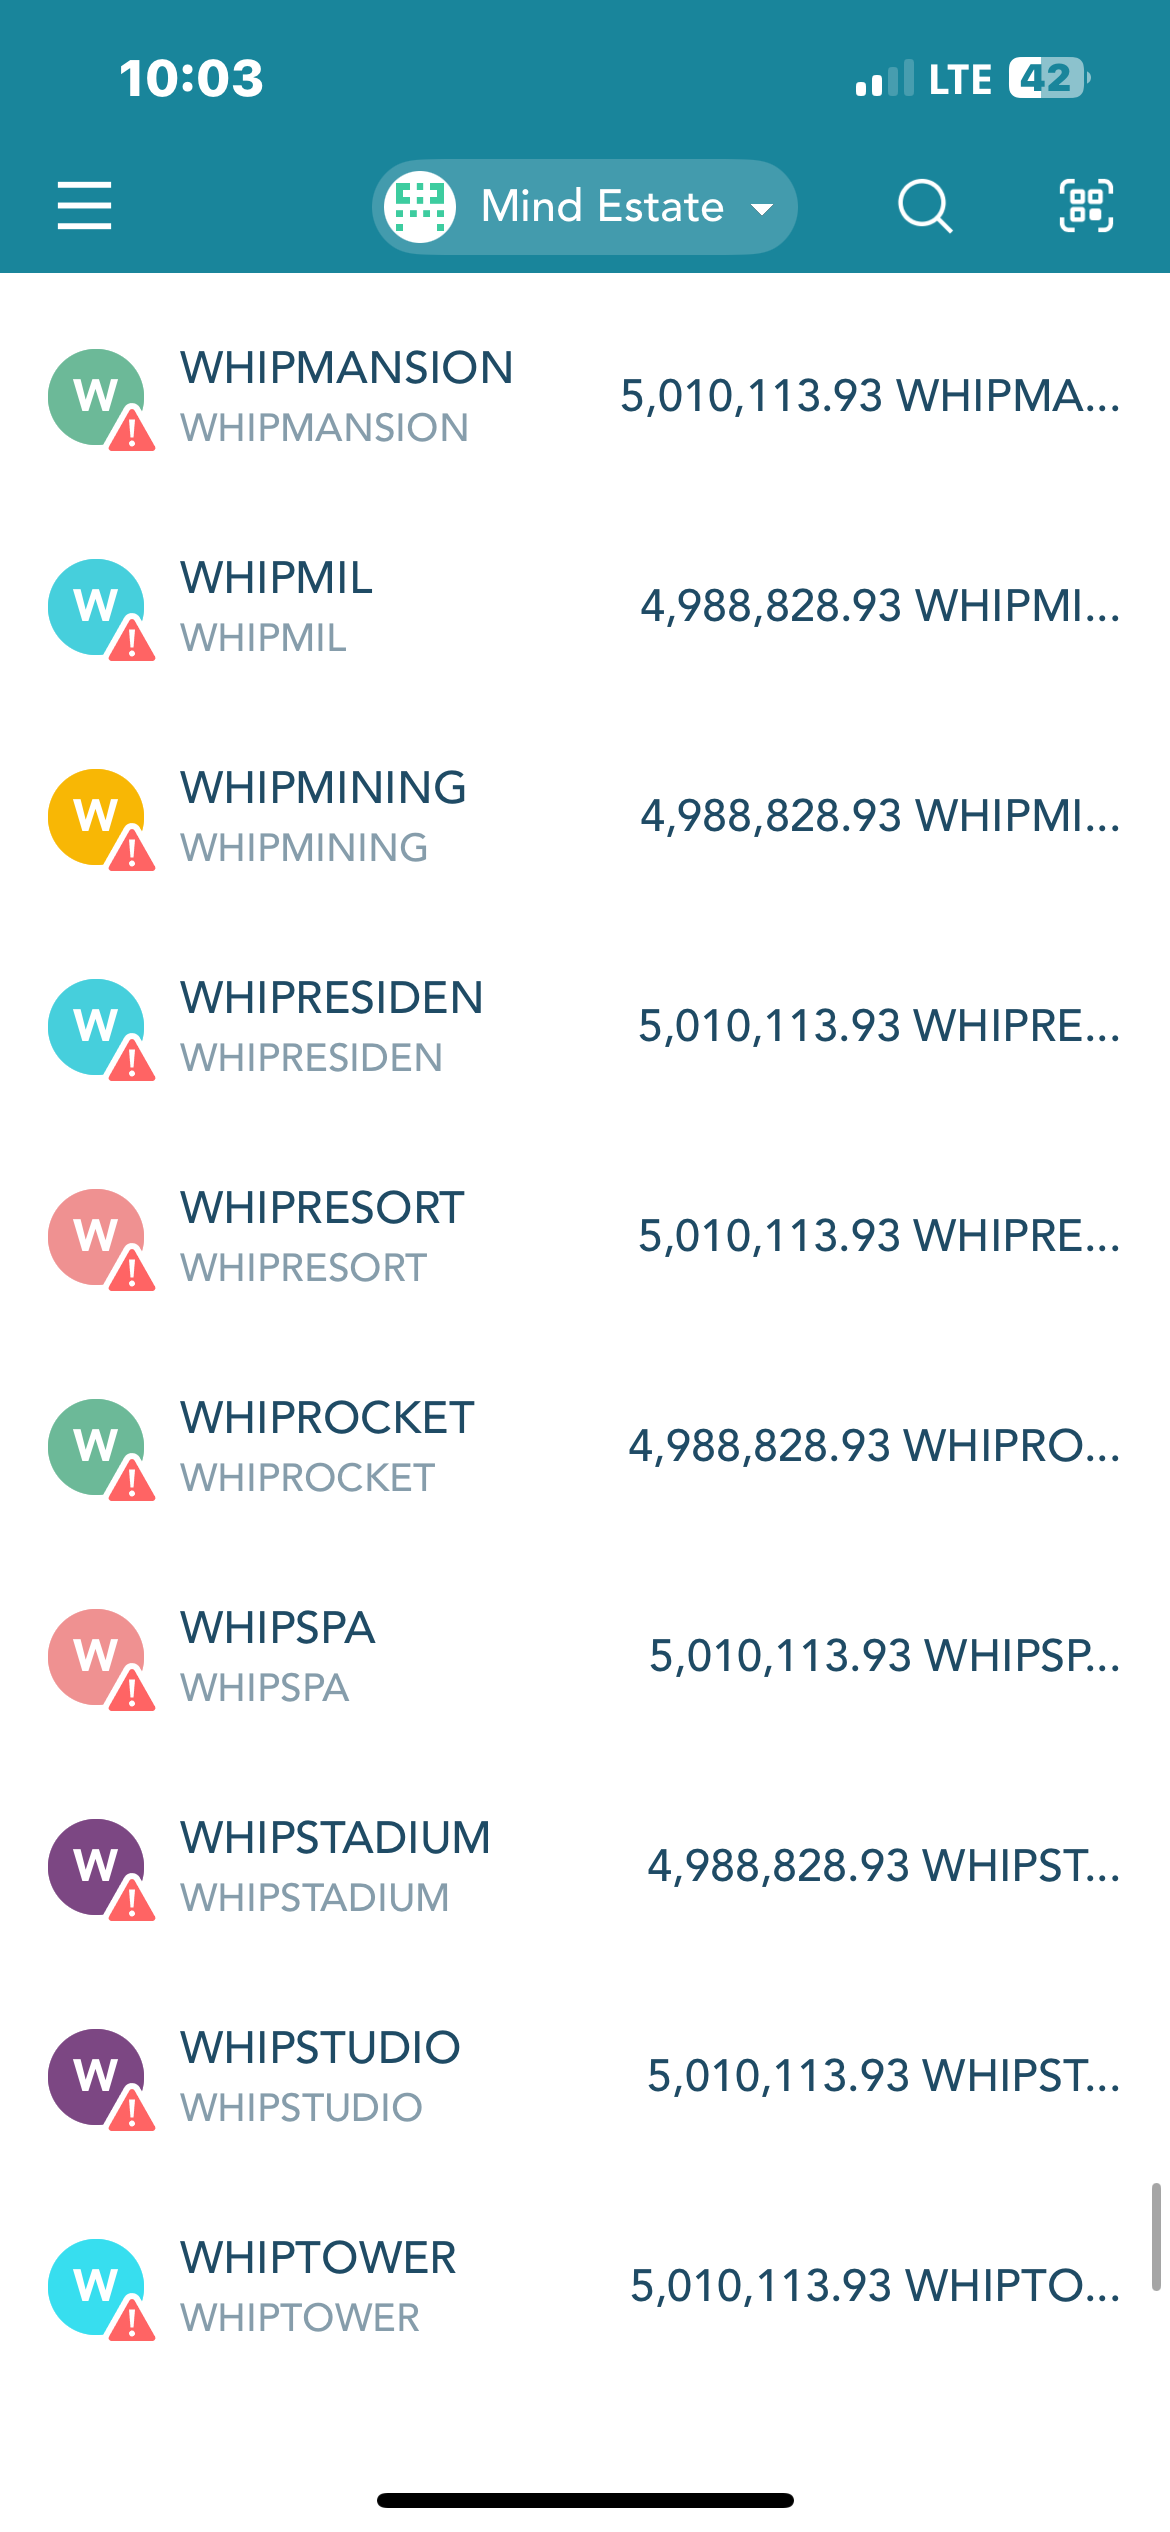 10:03 LTE 42
Mind Estate
W WHIPMANSION 5,010,113.93 WHIPMA...
WHIPMANSION
W WHIPMIL 4,988,828.93 WHIPMI...
WHIPMIL
W WHIPMINING 4,988,828.93 WHIPMI...
WHIPMINING
W WHIPRESIDEN 5,010,113.93 WHIPRE...
WHIPRESIDEN
W WHIPRESORT 5,010,113.93 WHIPRE...
WHIPRESORT
W WHIPROCKET 4,988,828.93 WHIPRO...
WHIPROCKET
W WHIPSPA 5,010,113.93 WHIPSP...
WHIPSPA
W WHIPSTADIUM 4,988,828.93 WHIPST...
WHIPSTADIUM
W WHIPSTUDIO 5,010,113.93 WHIPST...
WHIPSTUDIO
W WHIPTOWER 5,010,113.93 WHIPTO...
WHIPTOWER